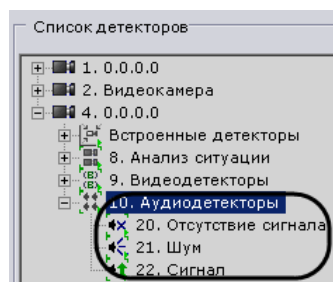 Список детекторов
1. 0.0.0.0
2. Видеокамера
4. 0.0.0.0
Встроенные детекторы
8. Анализ ситуации
9. Видеодетекторы
10. Аудиодетекторы
20. Отсутствие сигнала
21. Шум
22. Сигнал